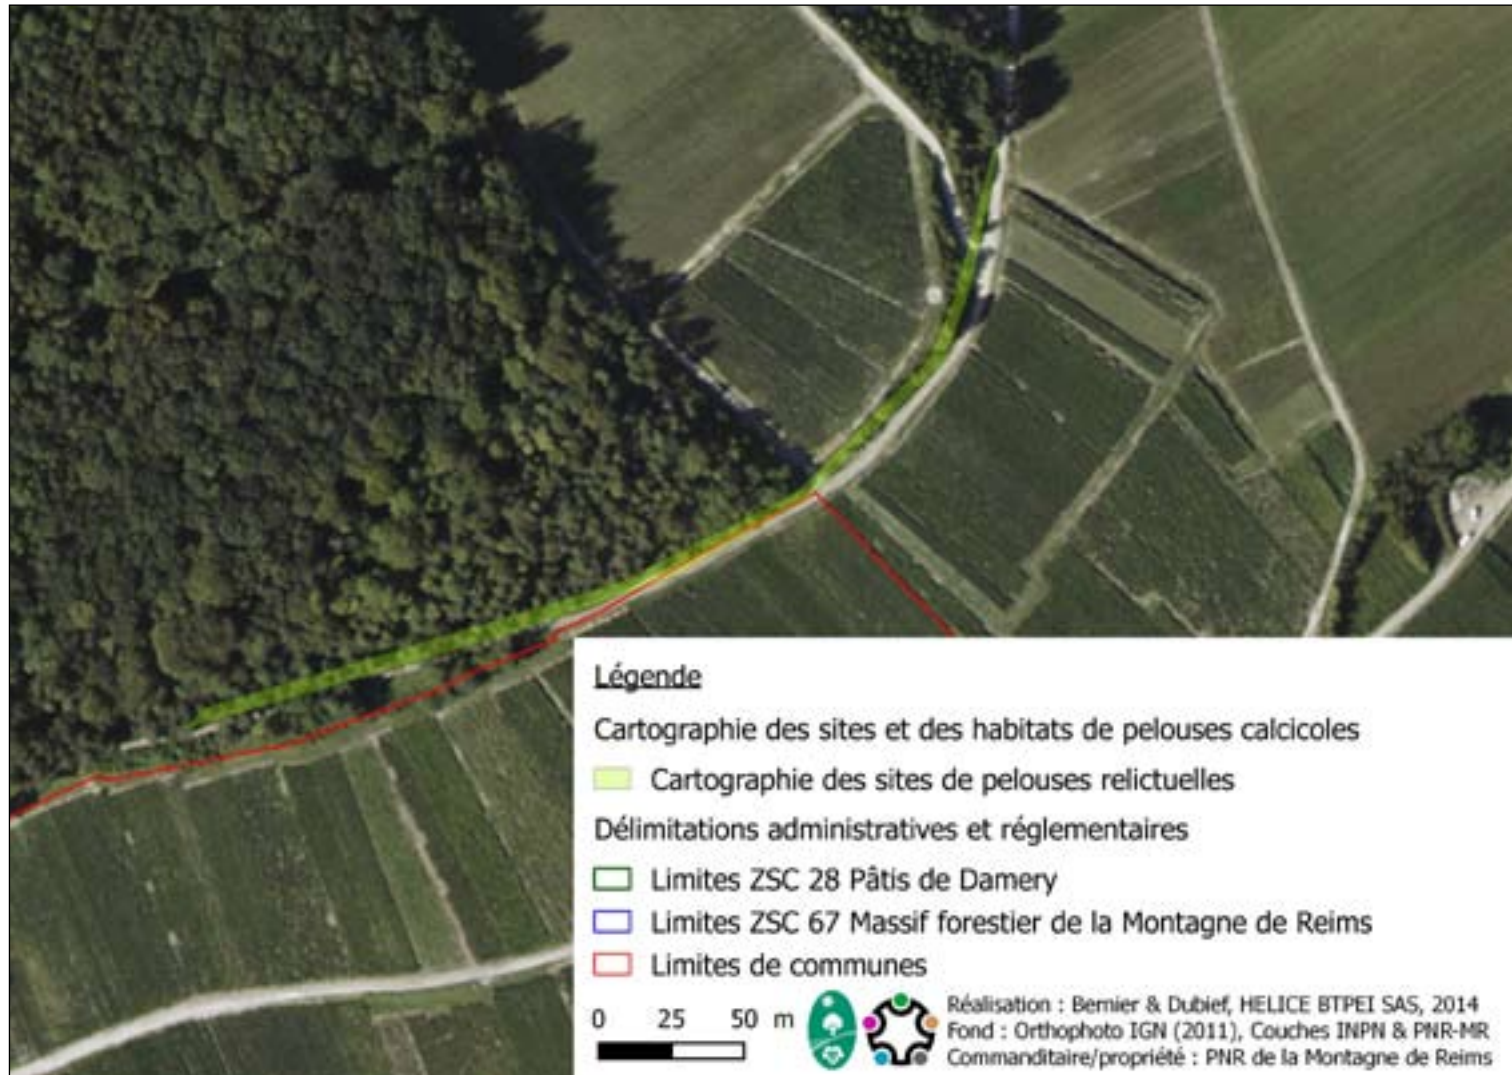 Légende
Cartographie des sites et des habitats de pelouses calcicoles
Cartographie des sites de pelouses relictuelles
Délimitations administratives et réglementaires
Limites ZSC 28 Pâtis de Damery
Limites ZSC 67 Massif forestier de la Montagne de Reims
Limites de communes
0 25 50 m
Réalisation : Bernier & Dubief, HELICE BTPEI SAS, 2014
Fond : Orthophoto IGN (2011), Couches INPN & PNR-MR
Commanditaire/propriété : PNR de la Montagne de Reims